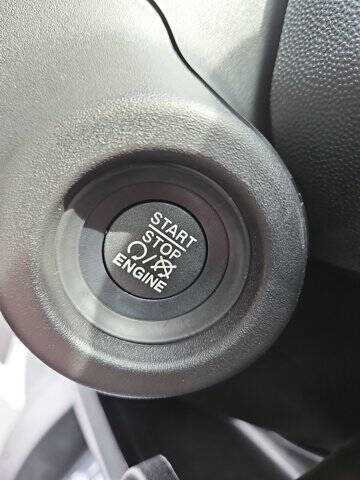 START
STOP
/
ENGINE